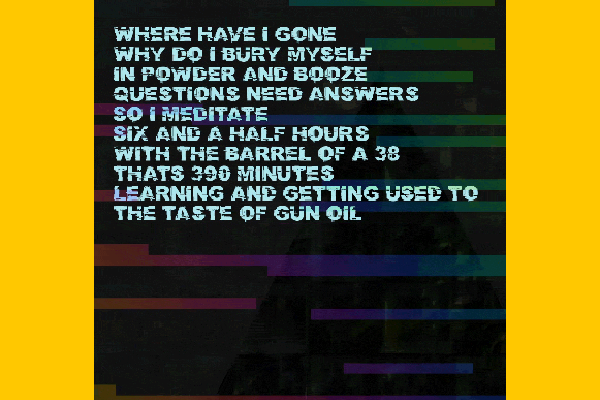 WHERE HAVE I GONE
WHY DO I BURY MYSELF
IN POWDER AND BOOZE
QUESTIONS NEED ANSWERS
SO I MEDITATE
SIX AND A HALF HOURS
WITH THE BARREL OF A 38
THATS 390 MINUTES
LEARNING AND GETTING USED TO
THE TASTE OF GUN OIL